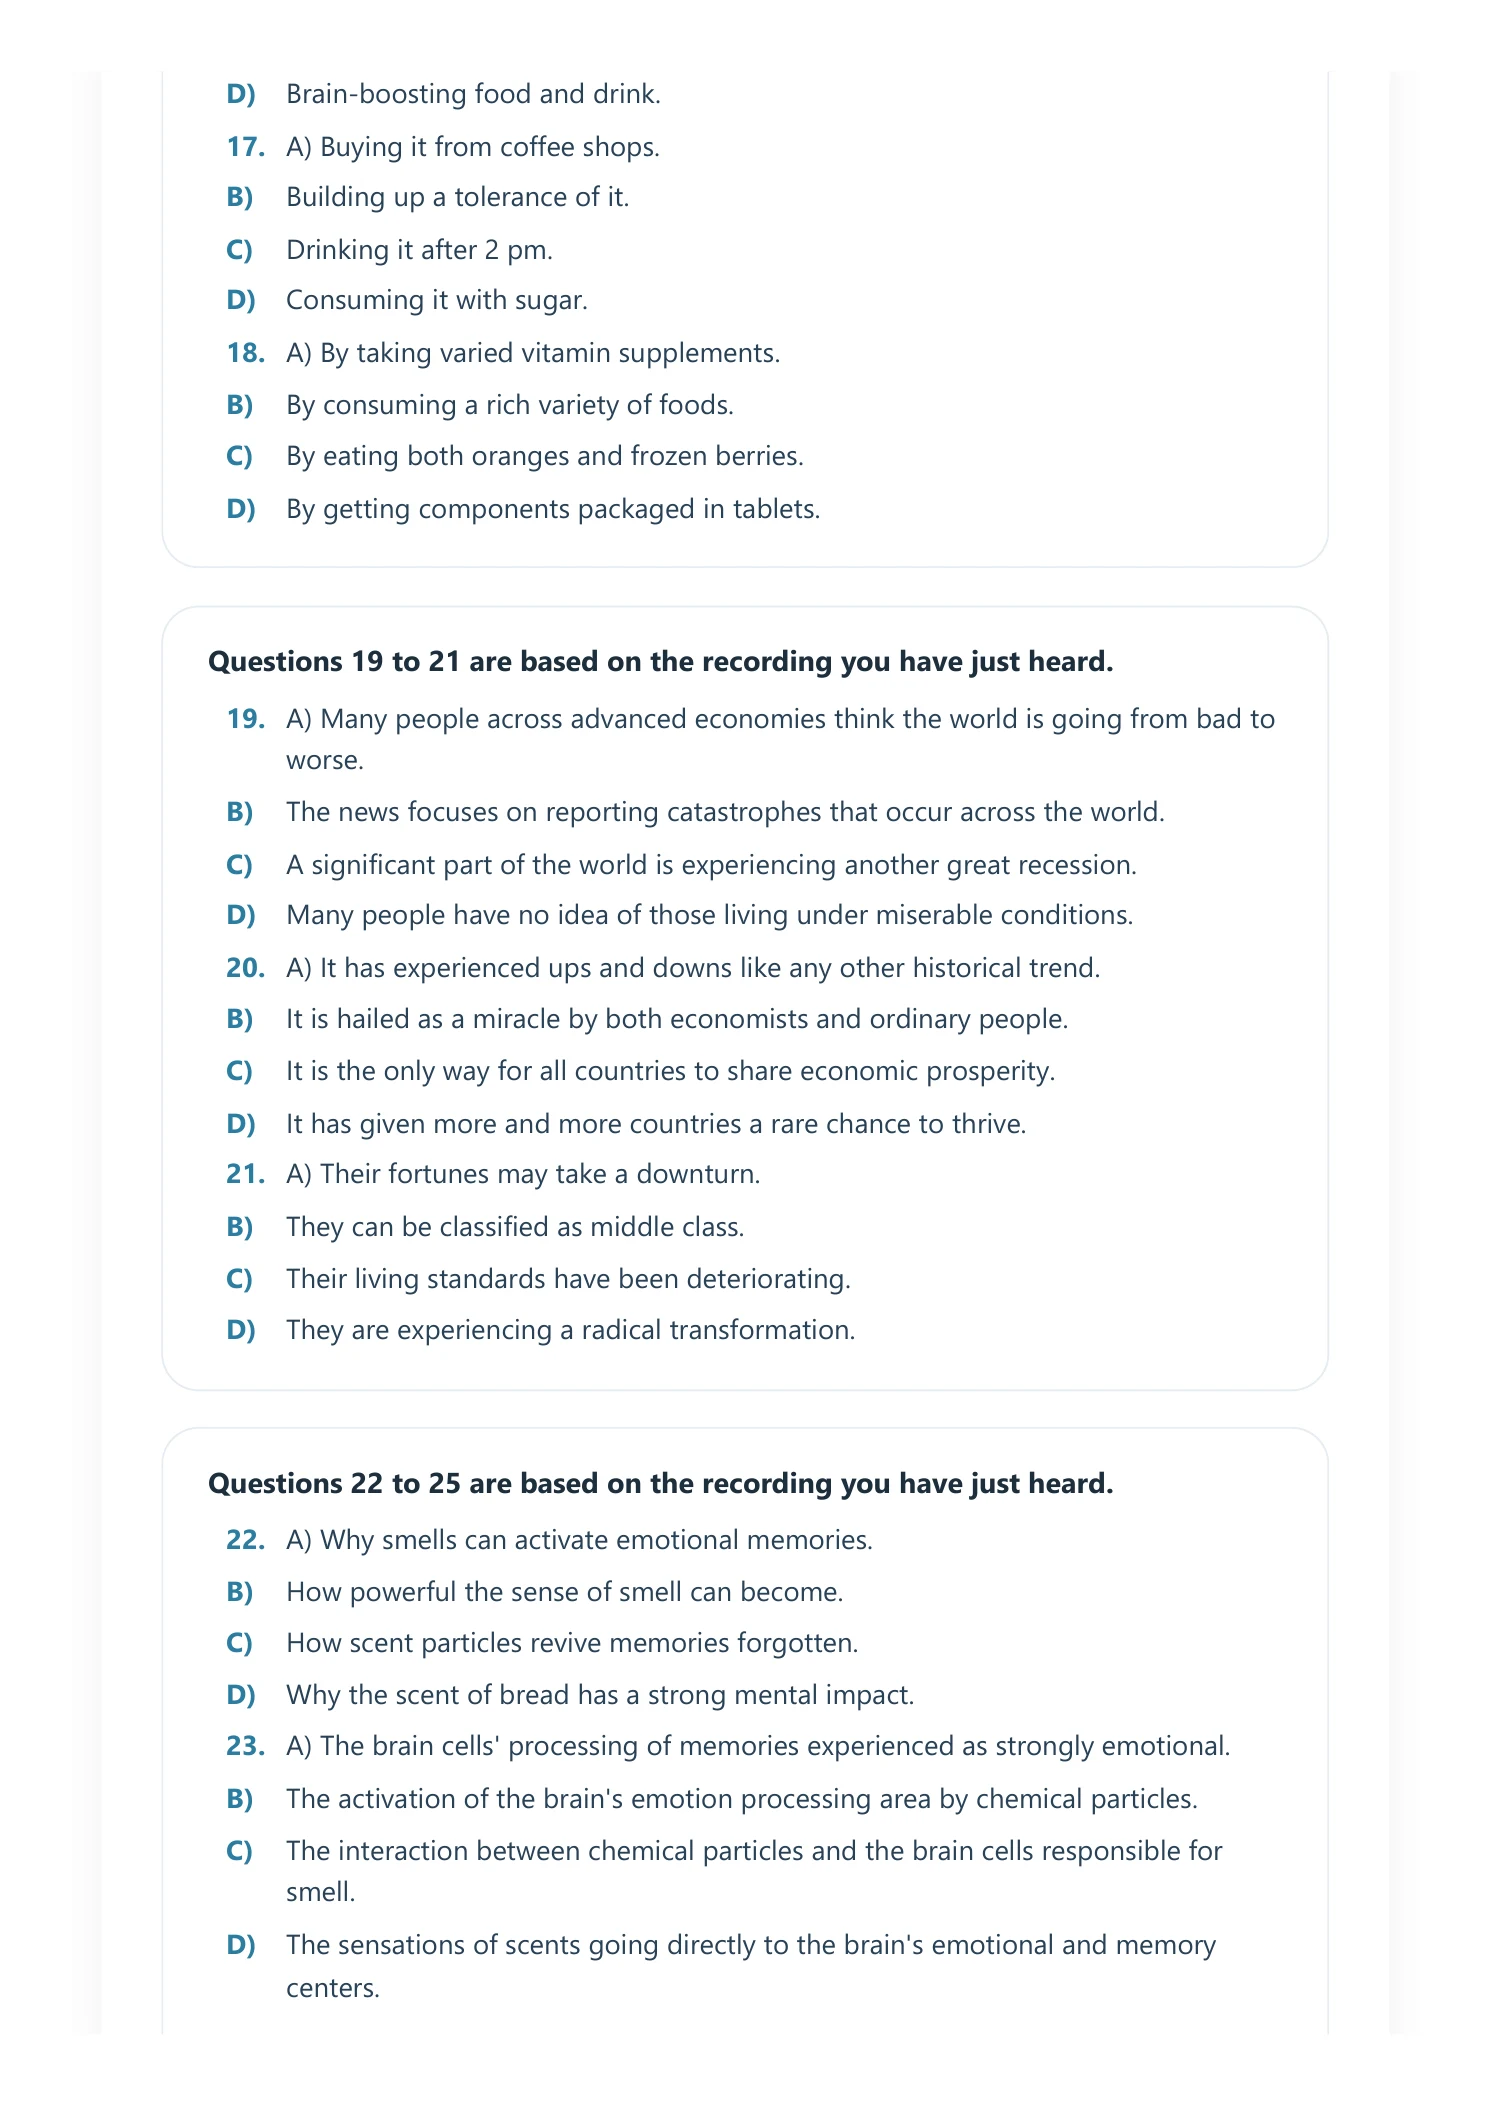 D) Brain-boosting food and drink.
17. A) Buying it from coffee shops.
B) Building up a tolerance of it.
C) Drinking it after 2 pm.
D) Consuming it with sugar.
18. A) By taking varied vitamin supplements.
B) By consuming a rich variety of foods.
C) By eating both oranges and frozen berries.
D) By getting components packaged in tablets.
Questions 19 to 21 are based on the recording you have just heard.
19. A) Many people across advanced economies think the world is going from bad to
worse.
B) The news focuses on reporting catastrophes that occur across the world.
C) A significant part of the world is experiencing another great recession.
D) Many people have no idea of those living under miserable conditions.
20. A) It has experienced ups and downs like any other historical trend.
B) It is hailed as a miracle by both economists and ordinary people.
C) It is the only way for all countries to share economic prosperity.
D) It has given more and more countries a rare chance to thrive.
21. A) Their fortunes may take a downturn.
B) They can be classified as middle class.
C) Their living standards have been deteriorating.
D) They are experiencing a radical transformation.
Questions 22 to 25 are based on the recording you have just heard.
22. A) Why smells can activate emotional memories.
B) How powerful the sense of smell can become.
C) How scent particles revive memories forgotten.
D) Why the scent of bread has a strong mental impact.
23. A) The brain cells' processing of memories experienced as strongly emotional.
B) The activation of the brain's emotion processing area by chemical particles.
C) The interaction between chemical particles and the brain cells responsible for
smell.
D) The sensations of scents going directly to the brain's emotional and memory
centers.